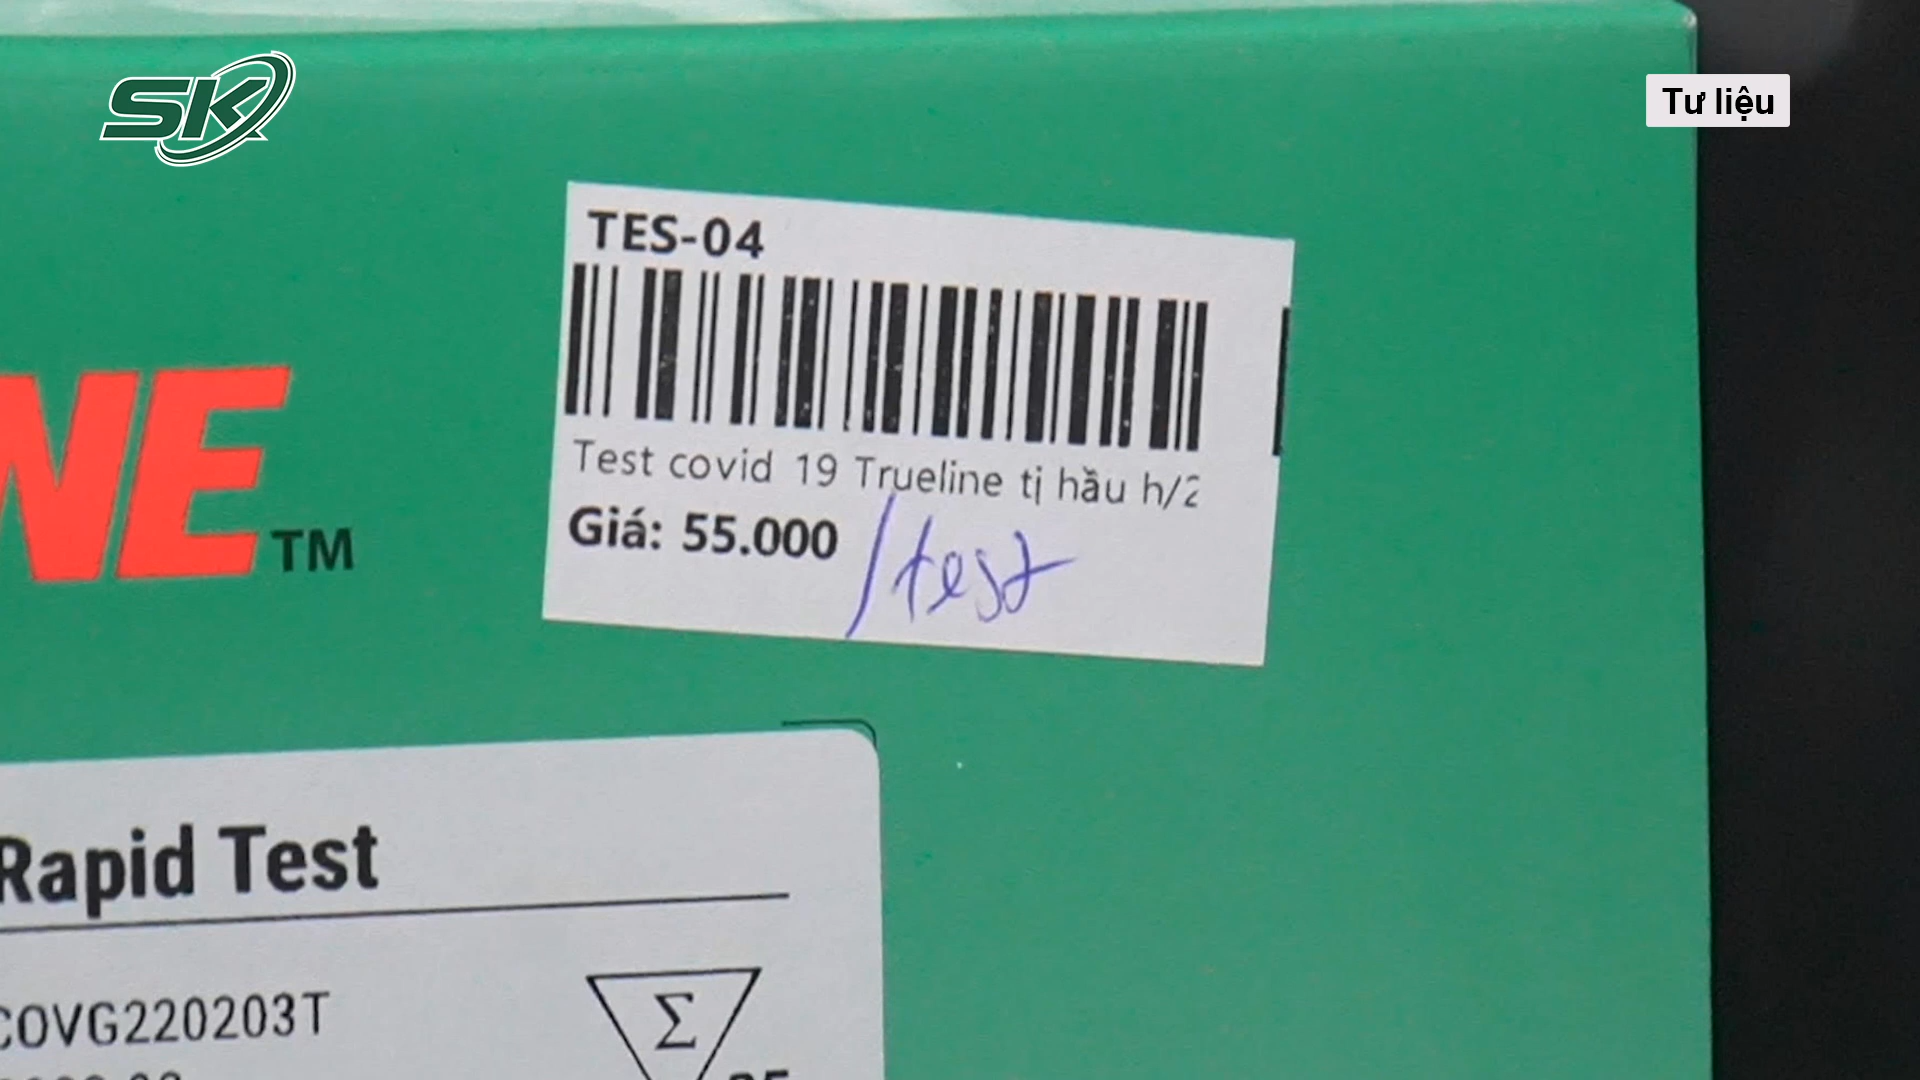 SK
Tư liệu
TES-04
Test covid 19 Trueline tị hầu h/2
Giá: 55.000 /test
NE TM
Rapid Test
COVG220203T
Σ
25